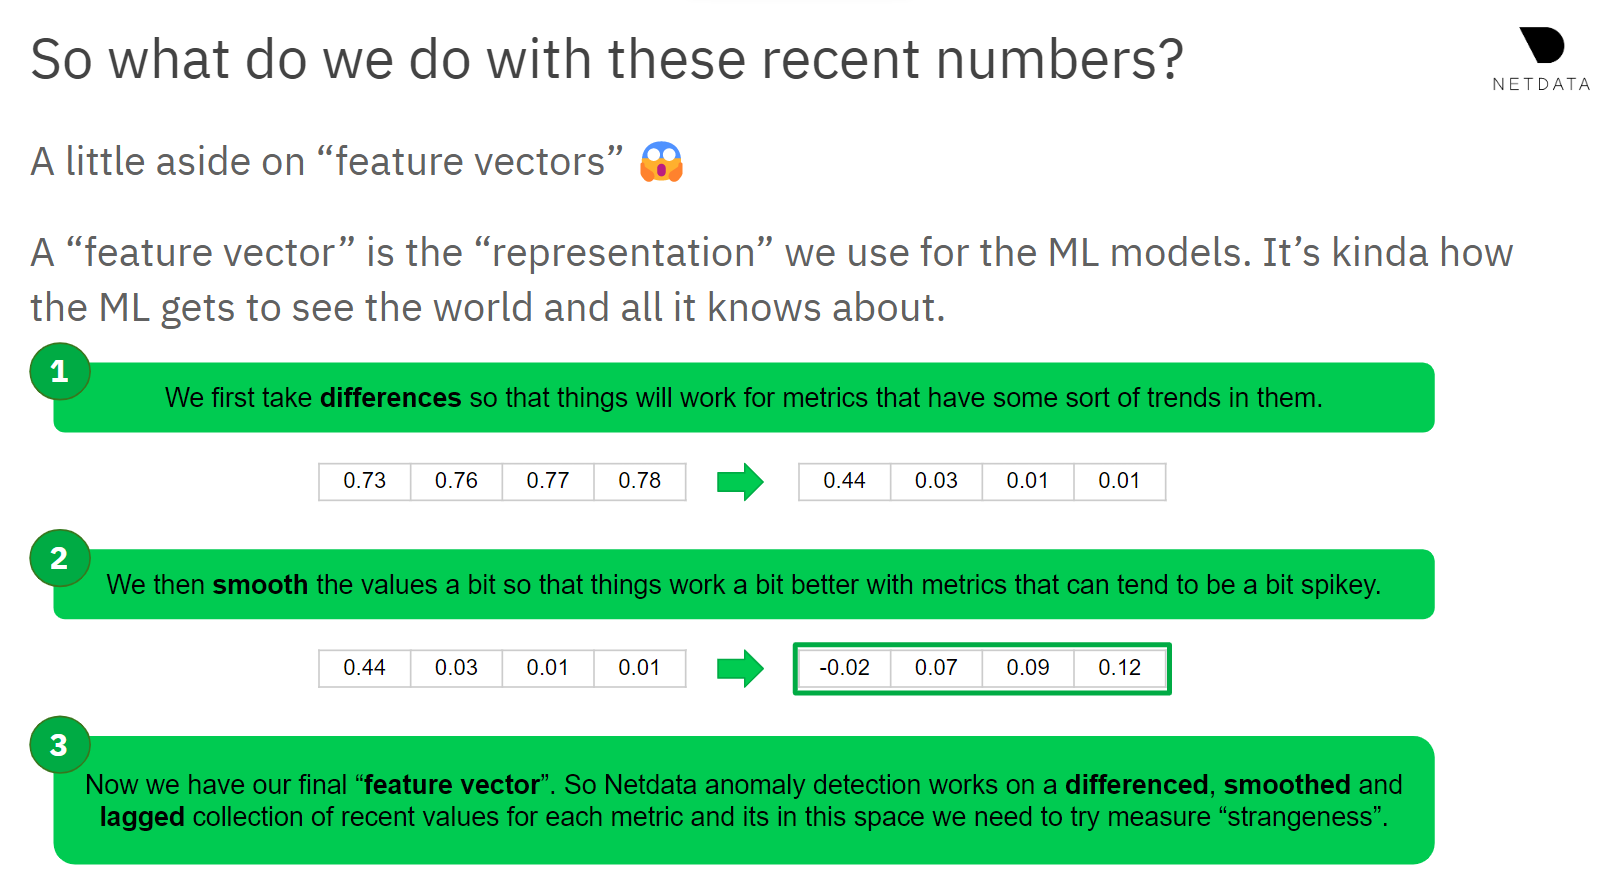 So what do we do with these recent numbers?
NETDATA
A little aside on “feature vectors” 😱
A “feature vector” is the “representation” we use for the ML models. It’s kinda how
the ML gets to see the world and all it knows about.
1
We first take differences so that things will work for metrics that have some sort of trends in them.
0.73 0.76 0.77 0.78 0.44 0.03 0.01 0.01
2
We then smooth the values a bit so that things work a bit better with metrics that can tend to be a bit spikey.
0.44 0.03 0.01 0.01 -0.02 0.07 0.09 0.12
3
Now we have our final “feature vector”. So Netdata anomaly detection works on a differenced, smoothed and
lagged collection of recent values for each metric and its in this space we need to try measure “strangeness”.